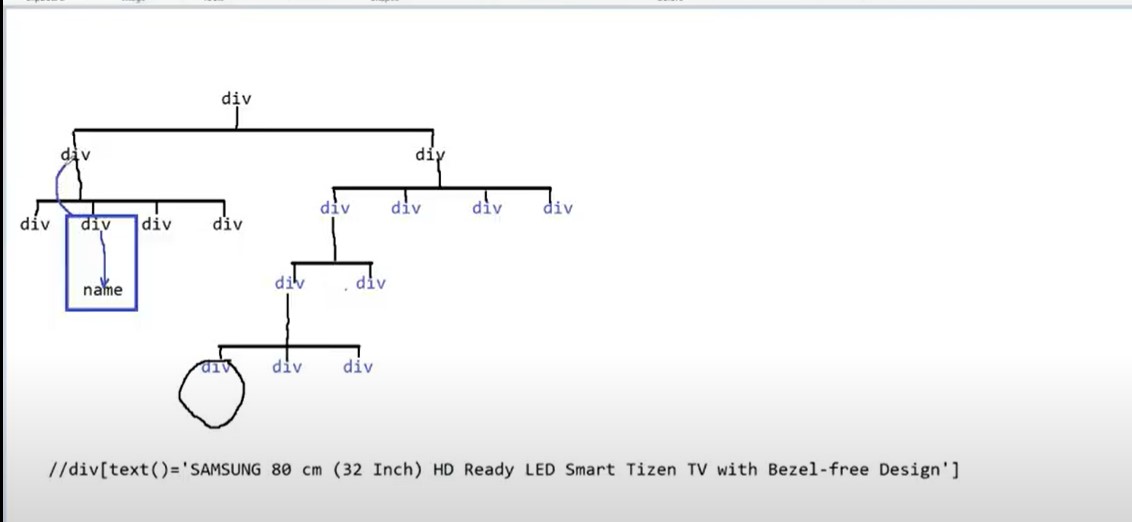 div
div div
div div div div
div div div div
name
div div
div div div
//div[text()='SAMSUNG 80 cm (32 Inch) HD Ready LED Smart Tizen TV with Bezel-free Design']